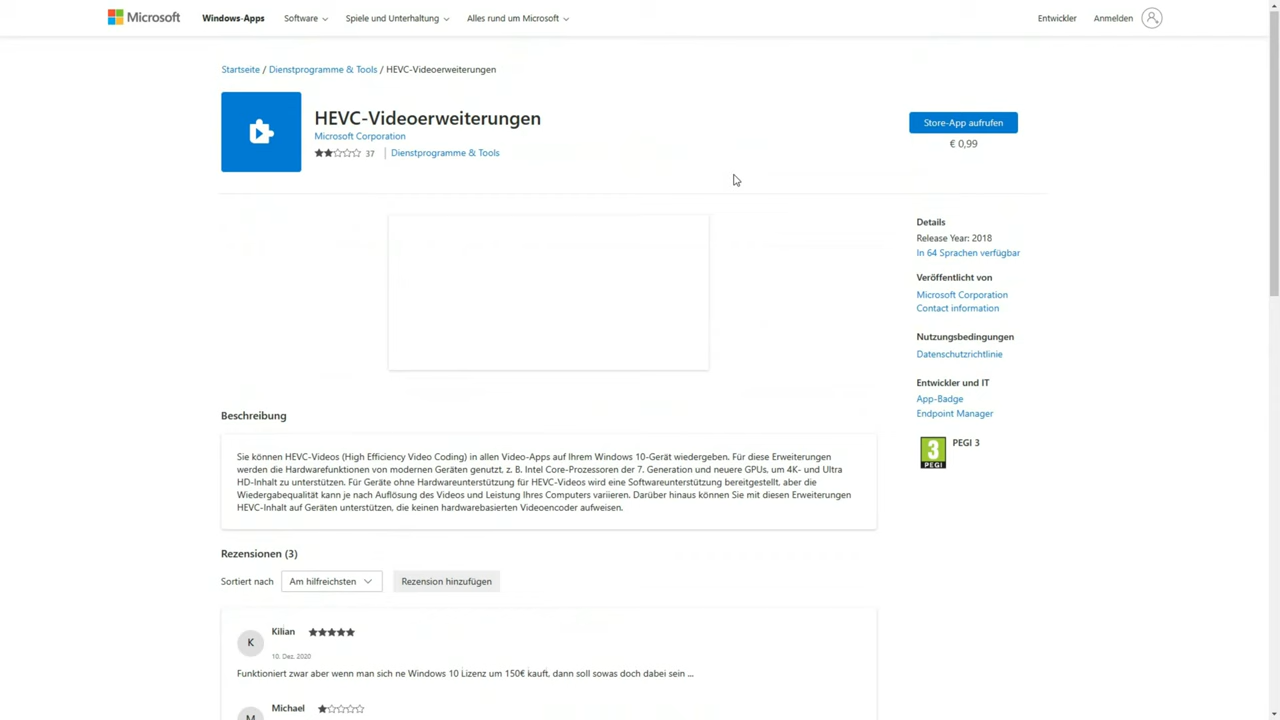 Microsoft Windows-Apps Software Spiele und Unterhaltung Alles rund um Microsoft Entwickler Anmelden
Startseite / Dienstprogramme & Tools / HEVC-Videoerweiterungen
HEVC-Videoerweiterungen
Microsoft Corporation
37 Dienstprogramme & Tools
Store-App aufrufen
€ 0,99
Details
Release Year: 2018
In 64 Sprachen verfügbar
Veröffentlicht von
Microsoft Corporation
Contact information
Nutzungsbedingungen
Datenschutzrichtlinie
Entwickler und IT
App-Badge
Endpoint Manager
3
PEGI
PEGI 3
Beschreibung
Sie können HEVC-Videos (High Efficiency Video Coding) in allen Video-Apps auf Ihrem Windows 10-Gerät wiedergeben. Für diese Erweiterungen
werden die Hardwarefunktionen von modernen Geräten genutzt, z. B. Intel Core-Prozessoren der 7. Generation und neuere GPUs, um 4K- und Ultra
HD-Inhalt zu unterstützen. Für Geräte ohne Hardwareunterstützung für HEVC-Videos wird eine Softwareunterstützung bereitgestellt, aber die
Wiedergabequalität kann je nach Auflösung des Videos und Leistung Ihres Computers variieren. Darüber hinaus können Sie mit diesen Erweiterungen
HEVC-Inhalt auf Geräten unterstützen, die keinen hardwarebasierten Videoencoder aufweisen.
Rezensionen (3)
Sortiert nach Am hilfreichsten Rezension hinzufügen
K
Kilian
10. Dez. 2020
Funktioniert zwar aber wenn man sich ne Windows 10 Lizenz um 150€ kauft, dann soll sowas doch dabei sein ...
Michael
M